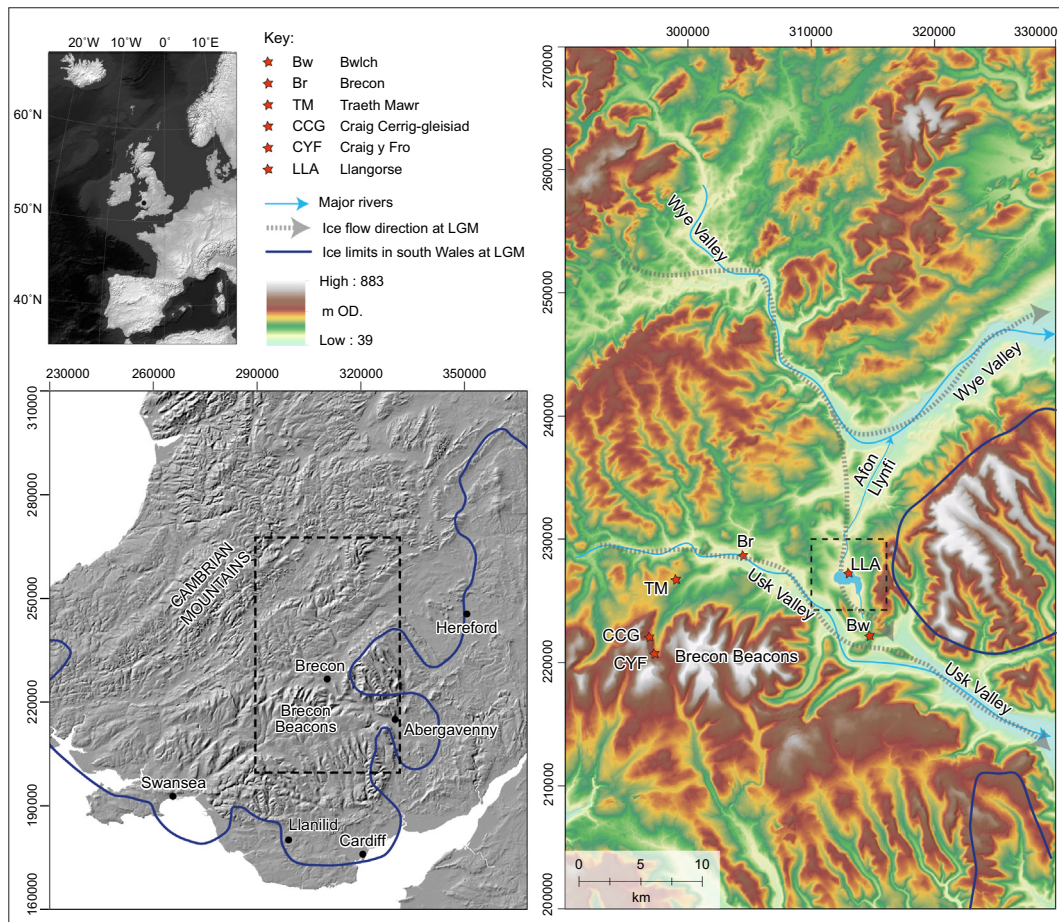 20˚W 10˚W 0˚ 10˚E
60˚N
50˚N
40˚N
Key:
Bw Bwlch
Br Brecon
TM Traeth Mawr
CCG Craig Cerrig-gleisiad
CYF Craig y Fro
LLA Llangorse
Major rivers
Ice flow direction at LGM
Ice limits in south Wales at LGM
High : 883
m OD.
Low : 39
230000 260000 290000 320000 350000
310000
280000
250000
220000
190000
160000
CAMBRIAN
MOUNTAINS
Hereford
Brecon
Brecon
Beacons
Abergavenny
Swansea
Llanilid
Cardiff
300000 310000 320000 330000
270000
260000
250000
240000
230000
220000
210000
200000
Wye Valley
Wye Valley
Afon
Llynfi
Br
LLA
TM
Usk Valley
Bw
CCG
CYF
Brecon Beacons
Usk Valley
0 5 10
km